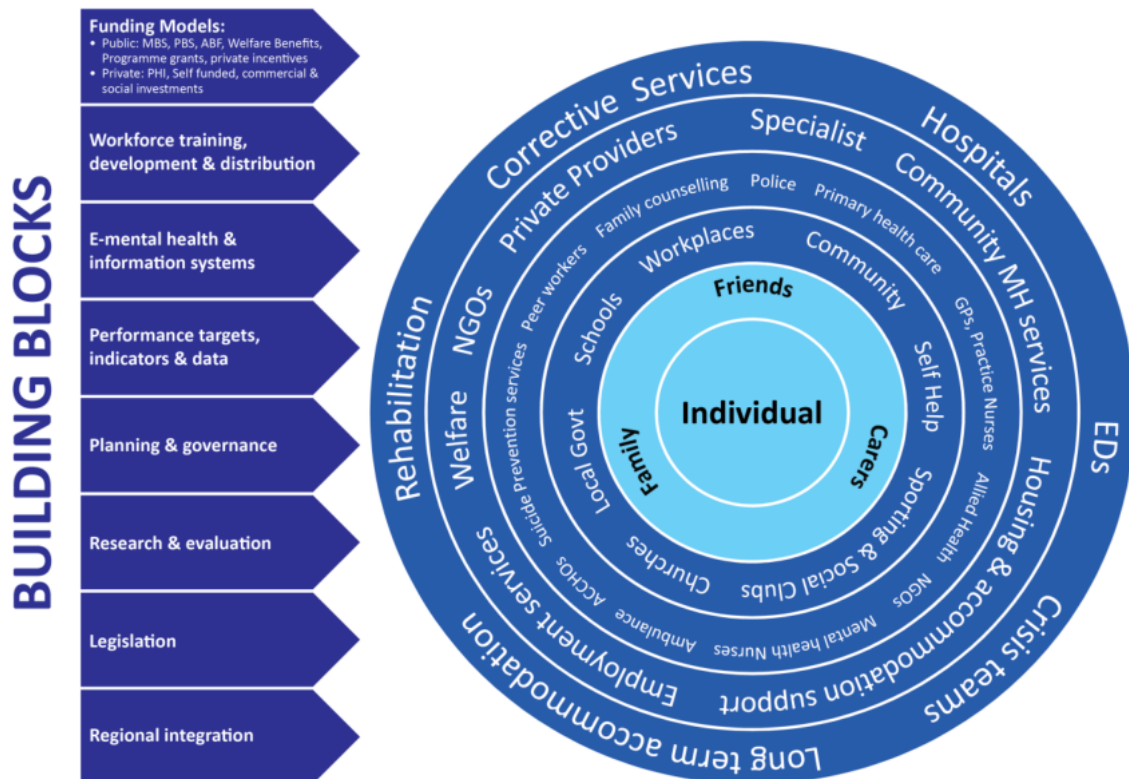 BUILDING BLOCKS
Funding Models:
• Public: MBS, PBS, ABF, Welfare Benefits,
Programme grants, private incentives
• Private: PHI, Self funded, commercial &
social investments
Workforce training,
development & distribution
E-mental health &
information systems
Performance targets,
indicators & data
Planning & governance
Research & evaluation
Legislation
Regional integration
Corrective Services
Hospitals
EDs
Crisis teams
Long term accommodation
Rehabilitation
Private Providers
Specialist
Community MH services
Housing & accommodation support
Employment services
Welfare
NGOs
Family counselling
Police
Primary health care
GPs, Practice Nurses
Allied Health
NGOs
Mental health Nurses
Ambulance
ACCHOs
Suicide Prevention services
Peer workers
Workplaces
Community
Self Help
Sporting & Social Clubs
Churches
Local Govt
Schools
Friends
Carers
Family
Individual